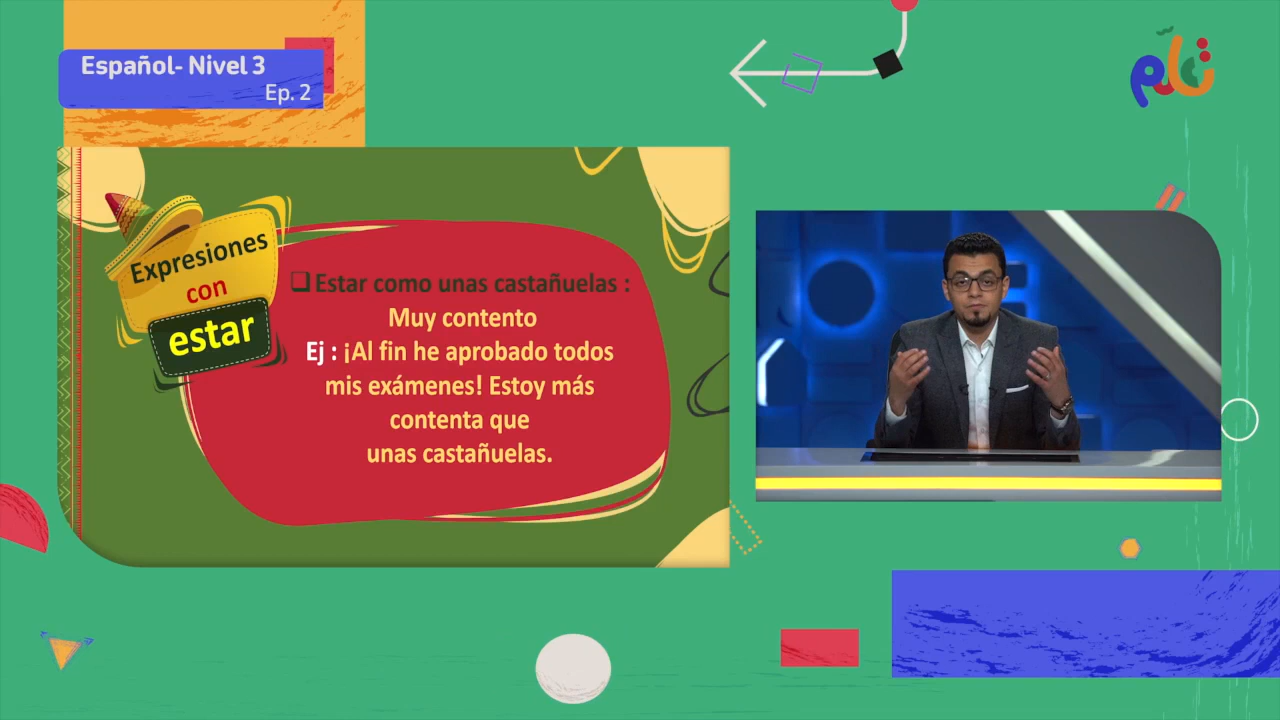 Español- Nivel 3
Ep. 2
تعلم
Expresiones
con
estar
❑Estar como unas castañuelas :
Muy contento
Ej : ¡Al fin he aprobado todos
mis exámenes! Estoy más
contenta que
unas castañuelas.